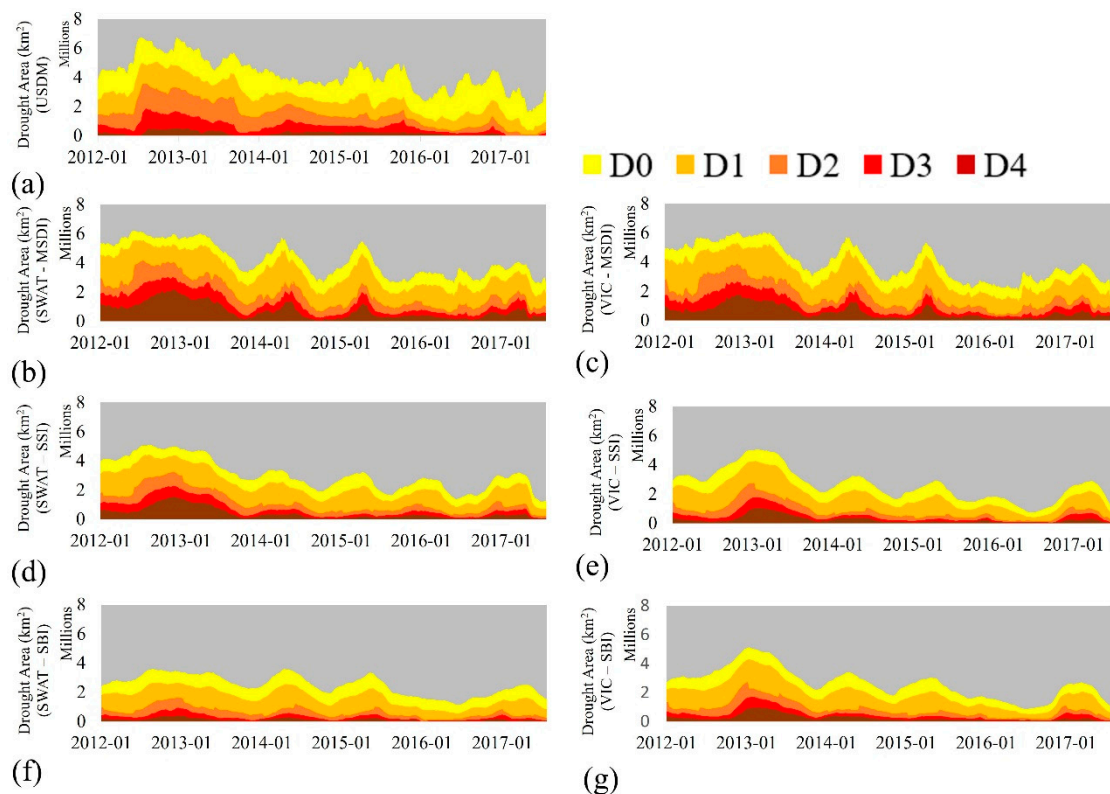 8
6
4
2
0
Drought Area (km²)
(USDM)
Millions
2012-01 2013-01 2014-01 2015-01 2016-01 2017-01
(a)
D0 D1 D2 D3 D4
8
6
4
2
0
Drought Area (km²)
(SWAT - MSDI)
Millions
2012-01 2013-01 2014-01 2015-01 2016-01 2017-01
(b)
8
6
4
2
0
Drought Area (km²)
(VIC - MSDI)
Millions
2012-01 2013-01 2014-01 2015-01 2016-01 2017-01
(c)
8
6
4
2
0
Drought Area (km²)
(SWAT – SSI)
Millions
2012-01 2013-01 2014-01 2015-01 2016-01 2017-01
(d)
8
6
4
2
0
Drought Area (km²)
(VIC – SSI)
Millions
2012-01 2013-01 2014-01 2015-01 2016-01 2017-01
(e)
8
6
4
2
0
Drought Area (km²)
(SWAT – SBI)
Millions
2012-01 2013-01 2014-01 2015-01 2016-01 2017-01
(f)
8
6
4
2
0
Drought Area (km²)
(VIC – SBI)
Millions
2012-01 2013-01 2014-01 2015-01 2016-01 2017-01
(g)